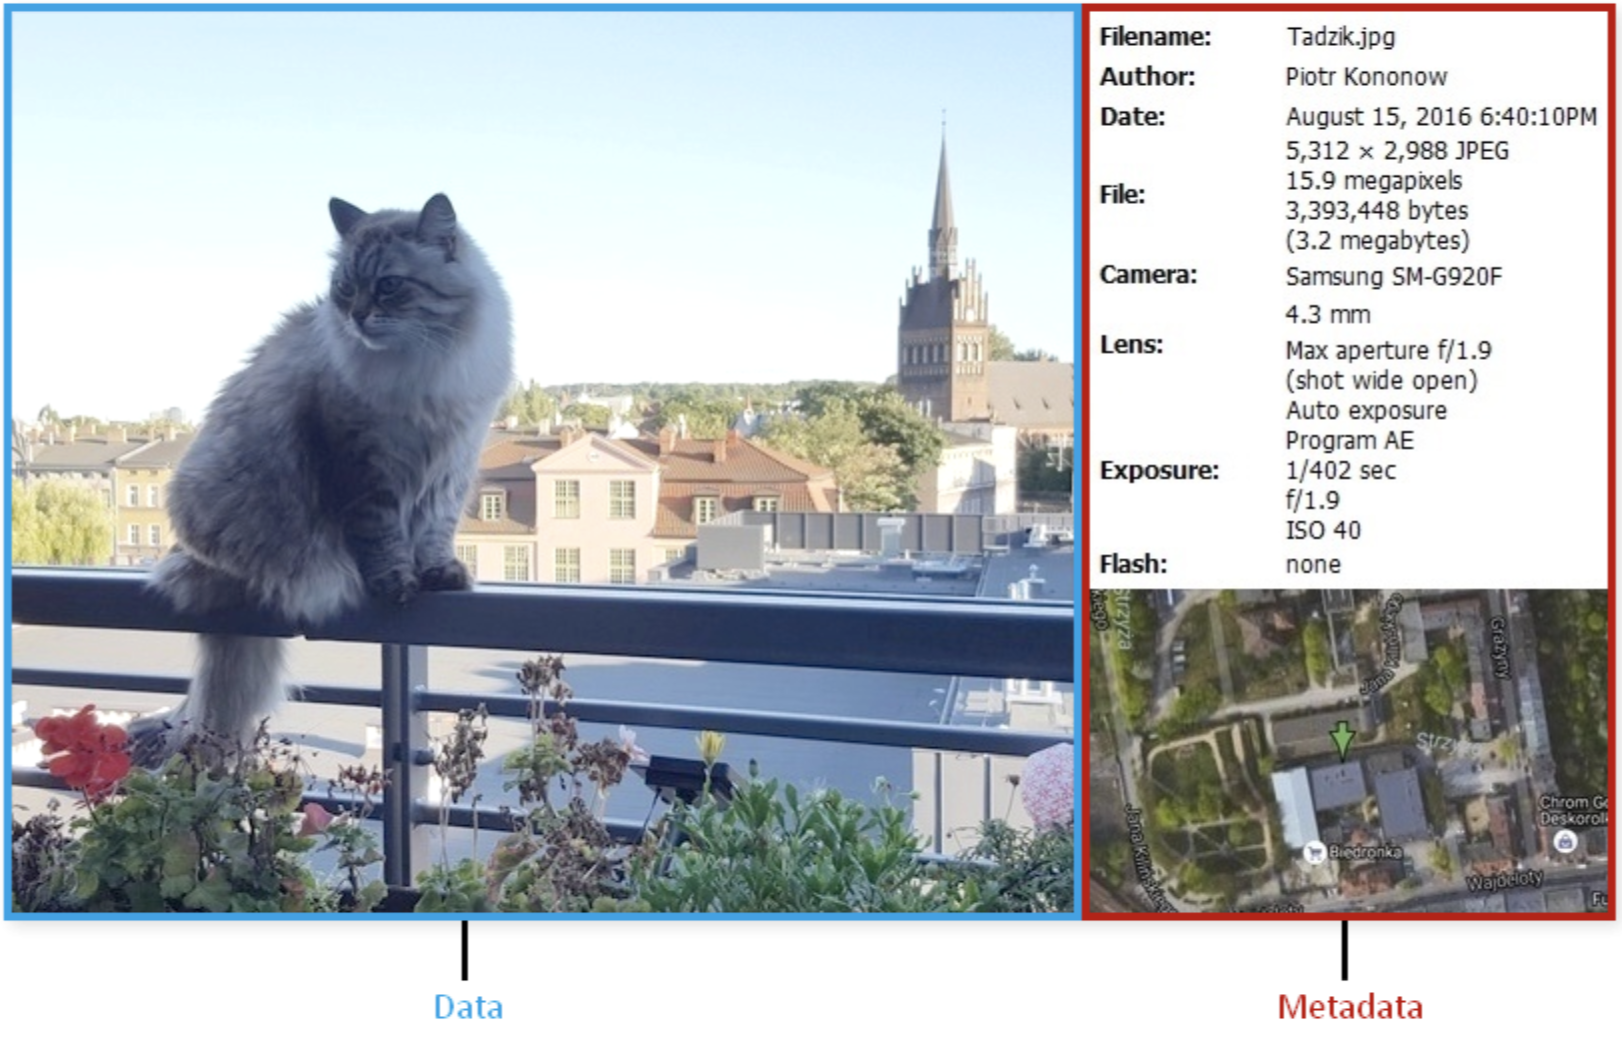 Filename: Tadzik.jpg
Author: Piotr Kononow
Date: August 15, 2016 6:40:10PM
File: 5,312 × 2,988 JPEG
15.9 megapixels
3,393,448 bytes
(3.2 megabytes)
Camera: Samsung SM-G920F
Lens: 4.3 mm
Max aperture f/1.9
(shot wide open)
Exposure: Auto exposure
Program AE
1/402 sec
f/1.9
ISO 40
Flash: none
Strzyża
Grażyny
Chrom
Biedronka
Wajdeloty
Data
Metadata